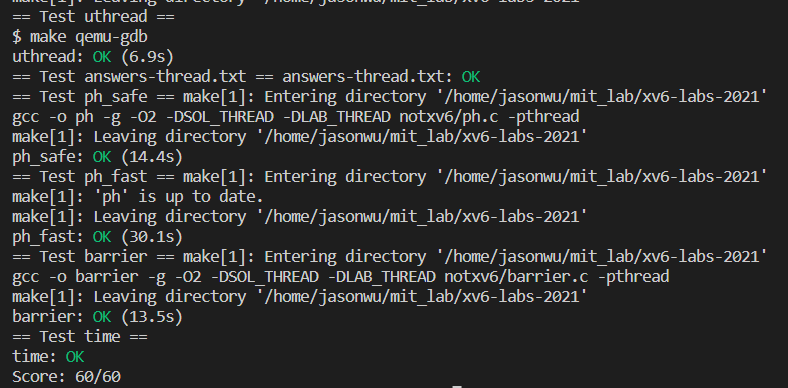 make[1]: Leaving directory '/home/jasonwu/mit_lab/xv6-labs-2021'
== Test uthread ==
$ make qemu-gdb
uthread: OK (6.9s)
== Test answers-thread.txt == answers-thread.txt: OK
== Test ph_safe == make[1]: Entering directory '/home/jasonwu/mit_lab/xv6-labs-2021'
gcc -o ph -g -O2 -DSOL_THREAD -DLAB_THREAD notxv6/ph.c -pthread
make[1]: Leaving directory '/home/jasonwu/mit_lab/xv6-labs-2021'
ph_safe: OK (14.4s)
== Test ph_fast == make[1]: Entering directory '/home/jasonwu/mit_lab/xv6-labs-2021'
make[1]: 'ph' is up to date.
make[1]: Leaving directory '/home/jasonwu/mit_lab/xv6-labs-2021'
ph_fast: OK (30.1s)
== Test barrier == make[1]: Entering directory '/home/jasonwu/mit_lab/xv6-labs-2021'
gcc -o barrier -g -O2 -DSOL_THREAD -DLAB_THREAD notxv6/barrier.c -pthread
make[1]: Leaving directory '/home/jasonwu/mit_lab/xv6-labs-2021'
barrier: OK (13.5s)
== Test time ==
time: OK
Score: 60/60